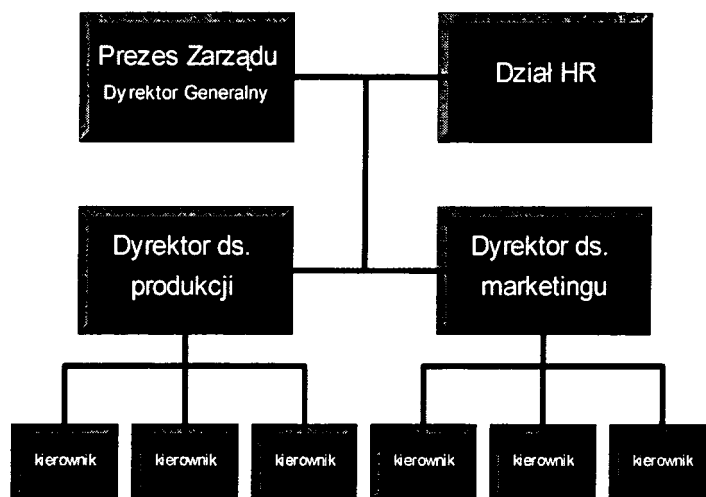 Prezes Zarządu
Dyrektor Generalny
Dział HR
Dyrektor ds.
produkcji
Dyrektor ds.
marketingu
kierownik
kierownik
kierownik
kierownik
kierownik
kierownik